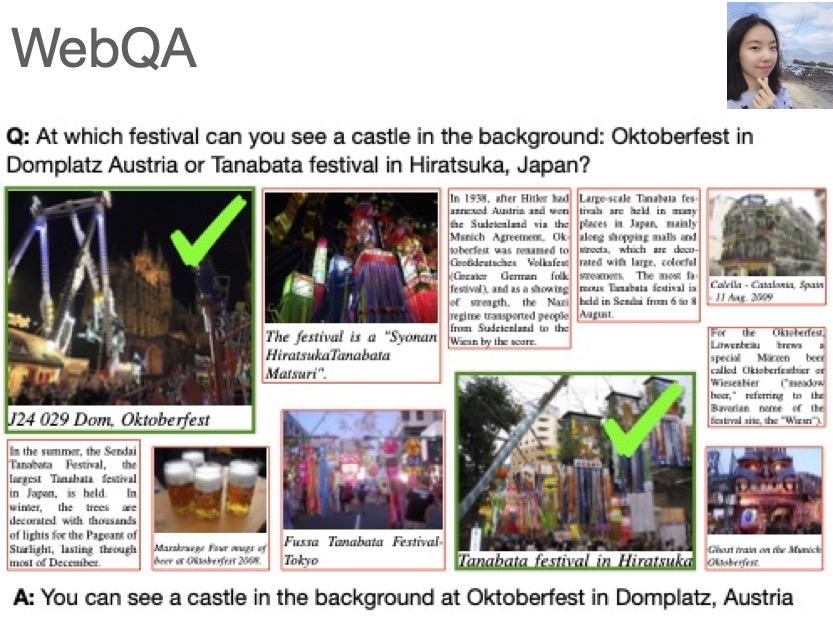 WebQA
Q: At which festival can you see a castle in the background: Oktoberfest in
Domplatz Austria or Tanabata festival in Hiratsuka, Japan?
J24 029 Dom, Oktoberfest
The festival is a "Syonan
HiratsukaTanabata
Matsuri".
In 1938, after Hitler had
annexed Austria and won
the Sudetenland via the
Munich Agreement, Ok-
toberfest was renamed to
Großdeutsches Volksfest
(Greater German folk
festival), and as a showing
of strength, the Nazi
regime transported people
from Sudetenland to the
Wiesn by the score.
Large-scale Tanabata fes-
tivals are held in many
places in Japan, mainly
along shopping malls and
streets, which are deco-
rated with large, colorful
streamers. The most fa-
mous Tanabata festival is
held in Sendai from 6 to 8
August.
Calella - Catalonia, Spain
- 11 Aug. 2009
For the Oktoberfest,
Löwenbräu brews a
special Märzen beer
called Oktoberfestbier or
Wiesenbier ("meadow
beer," referring to the
Bavarian name of the
festival site, the "Wiesn").
In the summer, the Sendai
Tanabata Festival, the
largest Tanabata festival
in Japan, is held. In
winter, the trees are
decorated with thousands
of lights for the Pageant of
Starlight, lasting through
most of December.
Masskruege Four mugs of
beer at Oktoberfest 2008.
Fussa Tanabata Festival-
Tokyo
Tanabata festival in Hiratsuka
Ghost train on the Munich
Oktoberfest.
A: You can see a castle in the background at Oktoberfest in Domplatz, Austria